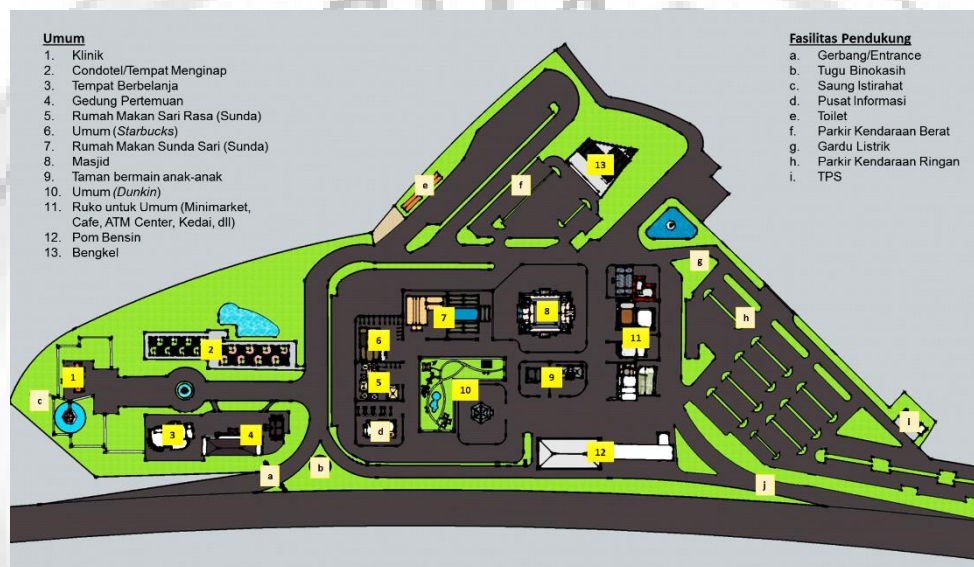 Umum
1. Klinik
2. Condotel/Tempat Menginap
3. Tempat Berbelanja
4. Gedung Pertemuan
5. Rumah Makan Sari Rasa (Sunda)
6. Umum (Starbucks)
7. Rumah Makan Sunda Sari (Sunda)
8. Masjid
9. Taman bermain anak-anak
10. Umum (Dunkin)
11. Ruko untuk Umum (Minimarket,
Cafe, ATM Center, Kedai, dll)
12. Pom Bensin
13. Bengkel
Fasilitas Pendukung
a. Gerbang/Entrance
b. Tugu Binokasih
c. Saung Istirahat
d. Pusat Informasi
e. Toilet
f. Parkir Kendaraan Berat
g. Gardu Listrik
h. Parkir Kendaraan Ringan
i. TPS
13
e
f
g
8
h
7
6
11
2
1
5
9
10
c
i
3
4
d
12
b
a
j